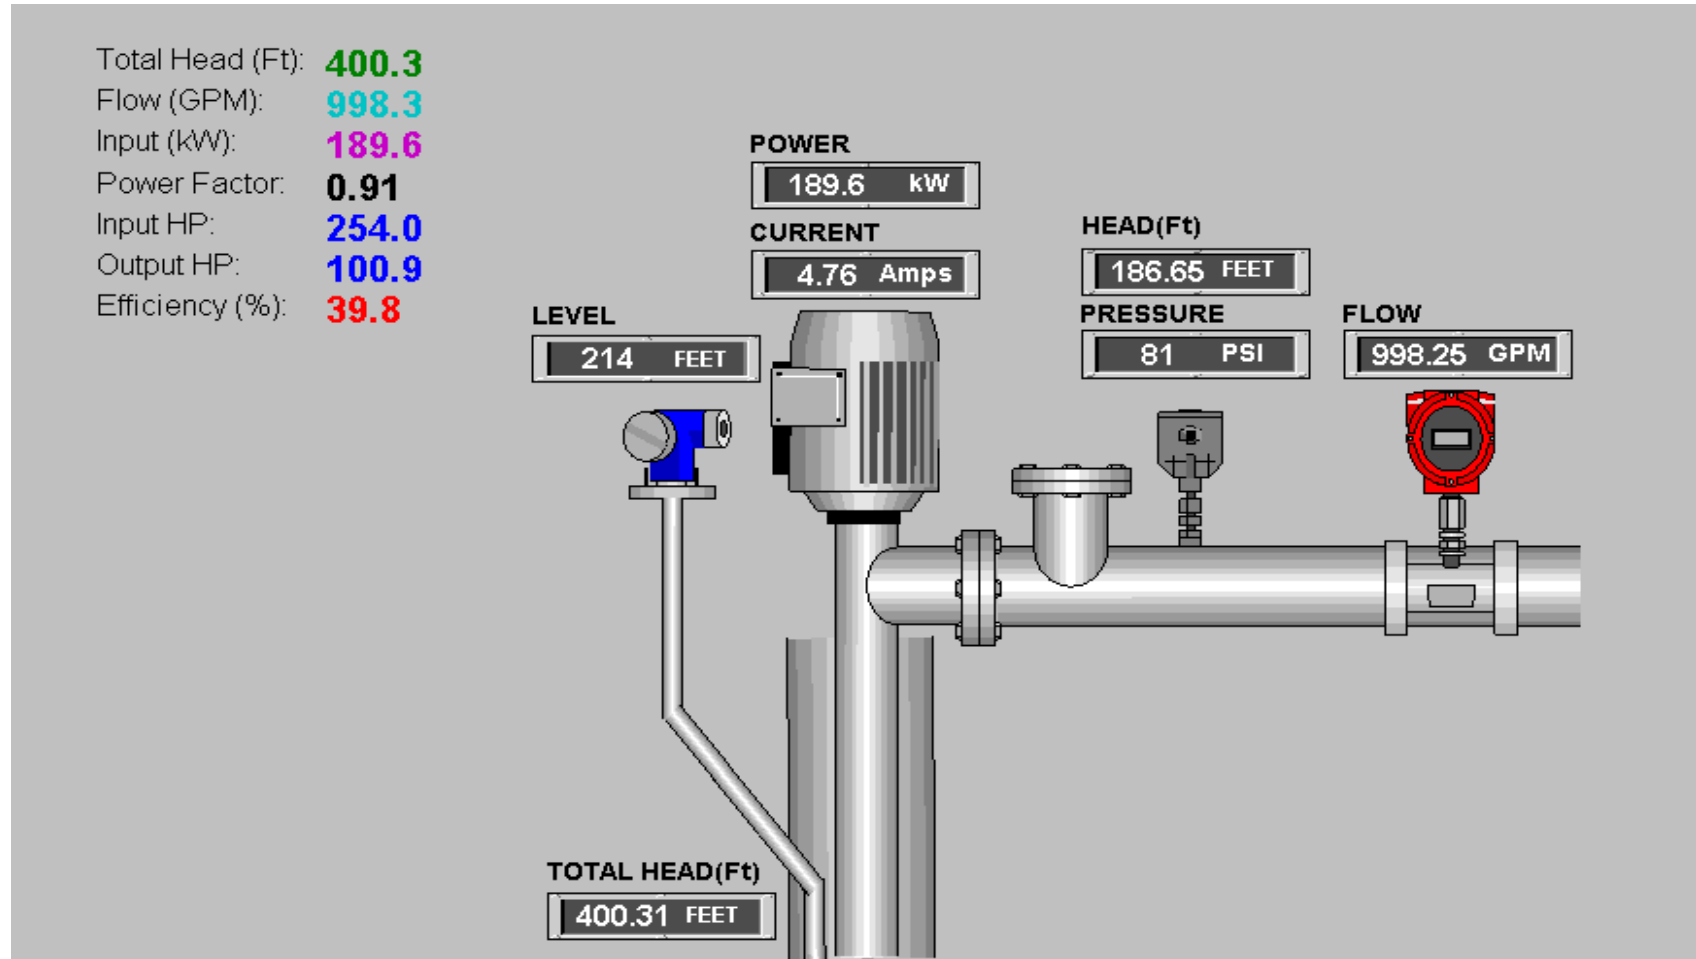 Total Head (Ft): 400.3
Flow (GPM): 998.3
Input (kW): 189.6
Power Factor: 0.91
Input HP: 254.0
Output HP: 100.9
Efficiency (%): 39.8
POWER
189.6 kW
CURRENT
4.76 Amps
HEAD(Ft)
186.65 FEET
LEVEL
214 FEET
PRESSURE
81 PSI
FLOW
998.25 GPM
TOTAL HEAD(Ft)
400.31 FEET